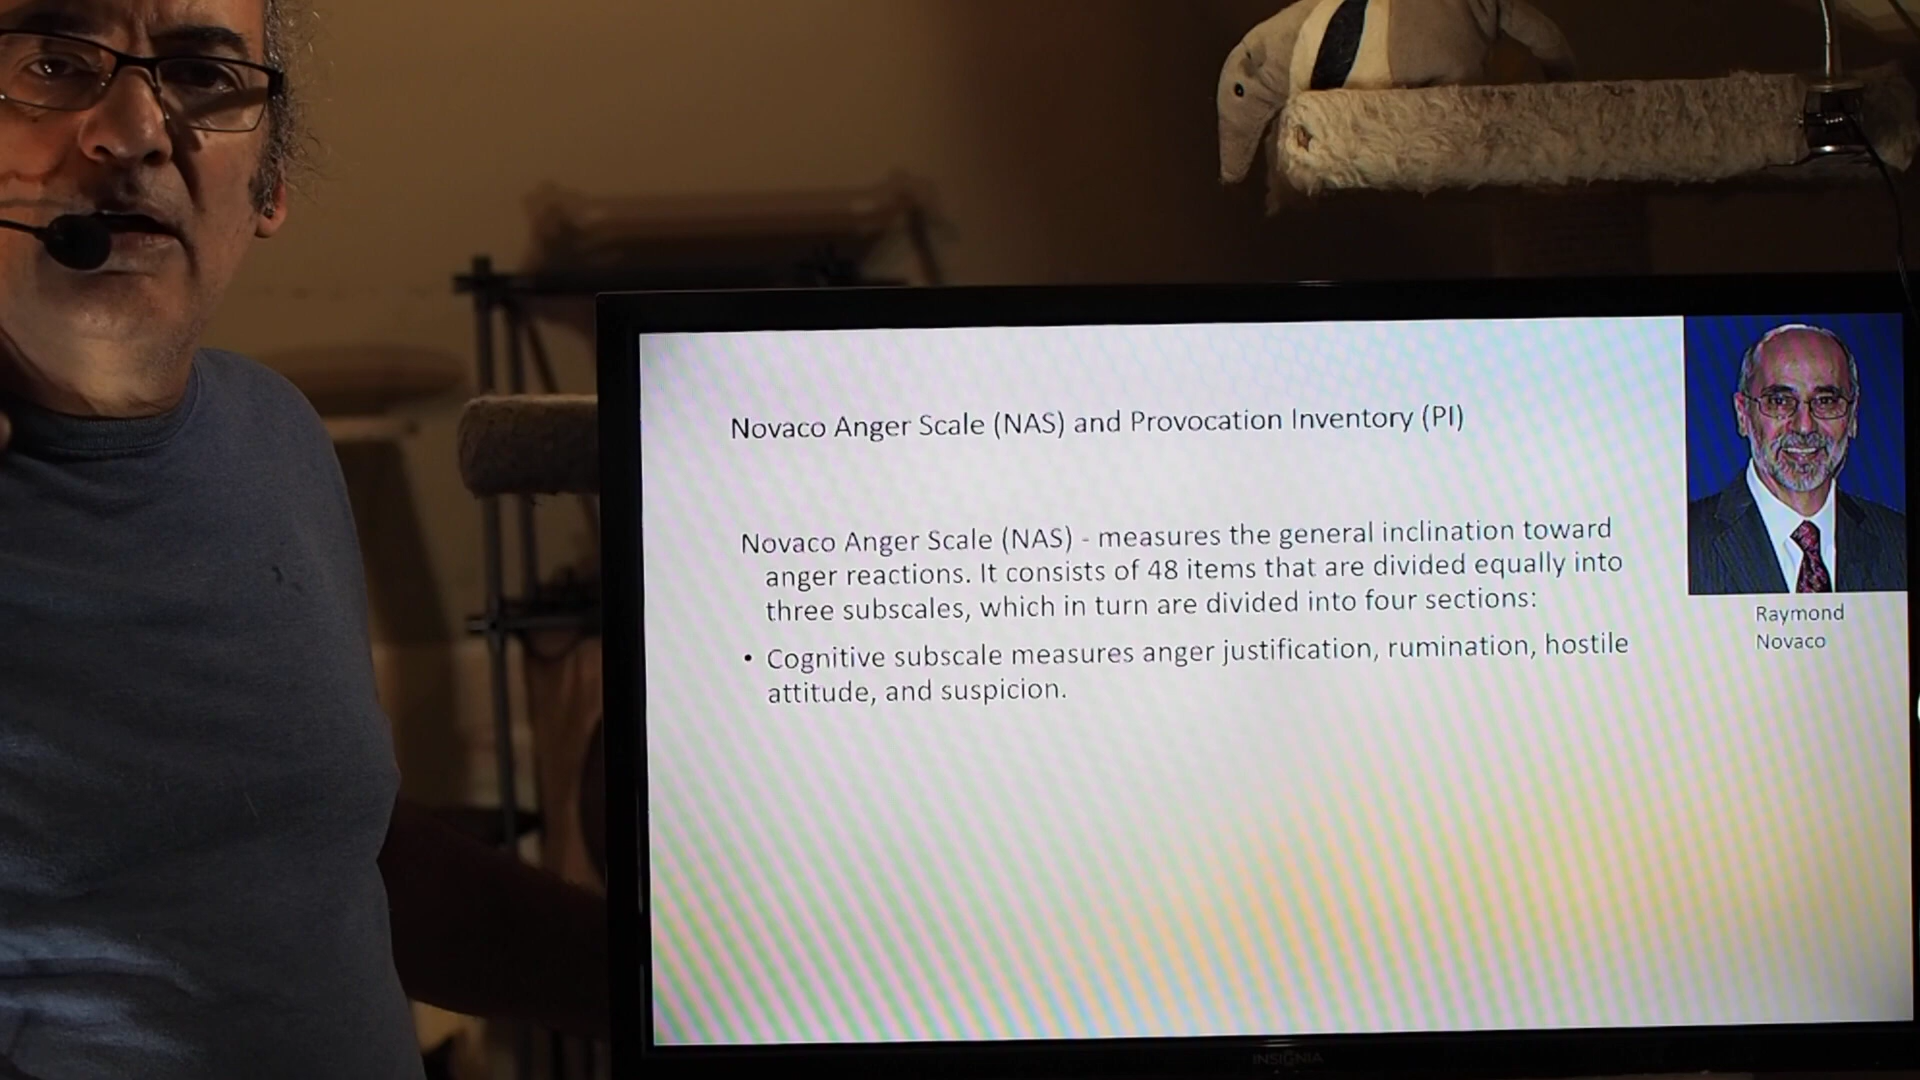 Novaco Anger Scale (NAS) and Provocation Inventory (PI)
Novaco Anger Scale (NAS) - measures the general inclination toward
anger reactions. It consists of 48 items that are divided equally into
three subscales, which in turn are divided into four sections:
• Cognitive subscale measures anger justification, rumination, hostile
attitude, and suspicion.
Raymond
Novaco
INSIGNIA